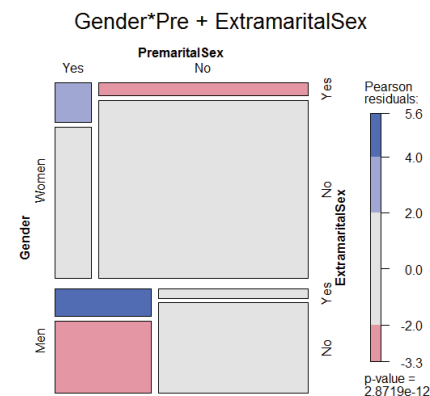 Gender*Pre + ExtramaritalSex
PremaritalSex
Yes
No
Gender
Women
Men
Yes
No
Yes
No
ExtramaritalSex
Pearson
residuals:
5.6
4.0
2.0
0.0
-2.0
-3.3
p-value =
2.8719e-12